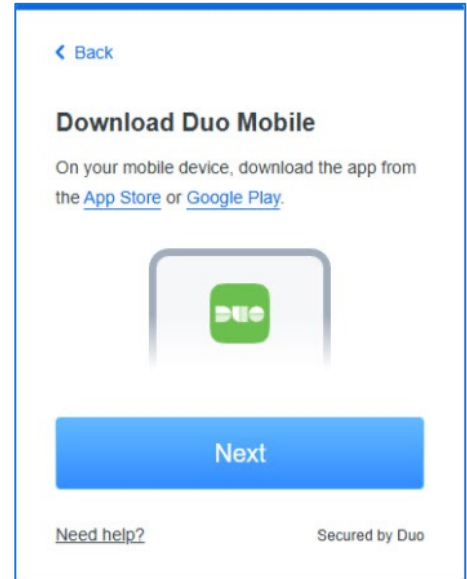 Back
Download Duo Mobile
On your mobile device, download the app from
the App Store or Google Play.
DUO
Next
Need help?
Secured by Duo